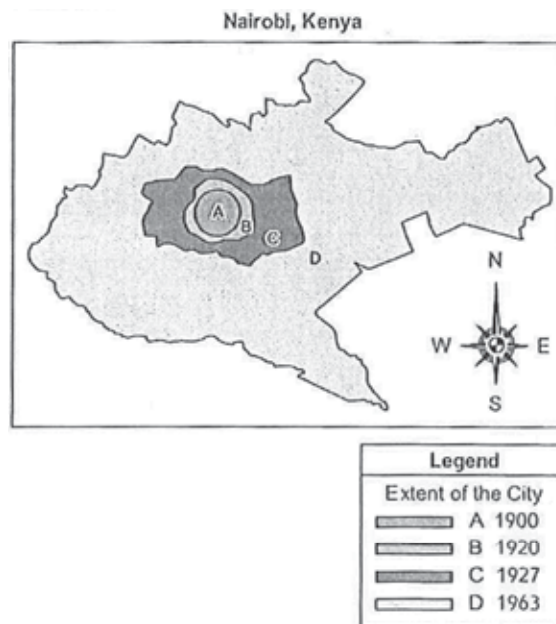 Nairobi, Kenya
A
B
C
D
N
W E
S
Legend
Extent of the City
A 1900
B 1920
C 1927
D 1963